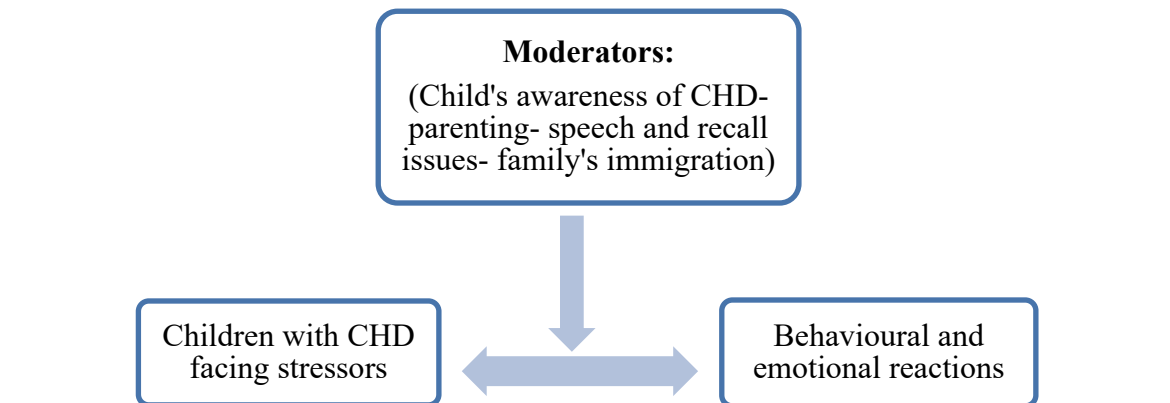 Moderators:
(Child's awareness of CHD-
parenting- speech and recall
issues- family's immigration)
Children with CHD
facing stressors
Behavioural and
emotional reactions